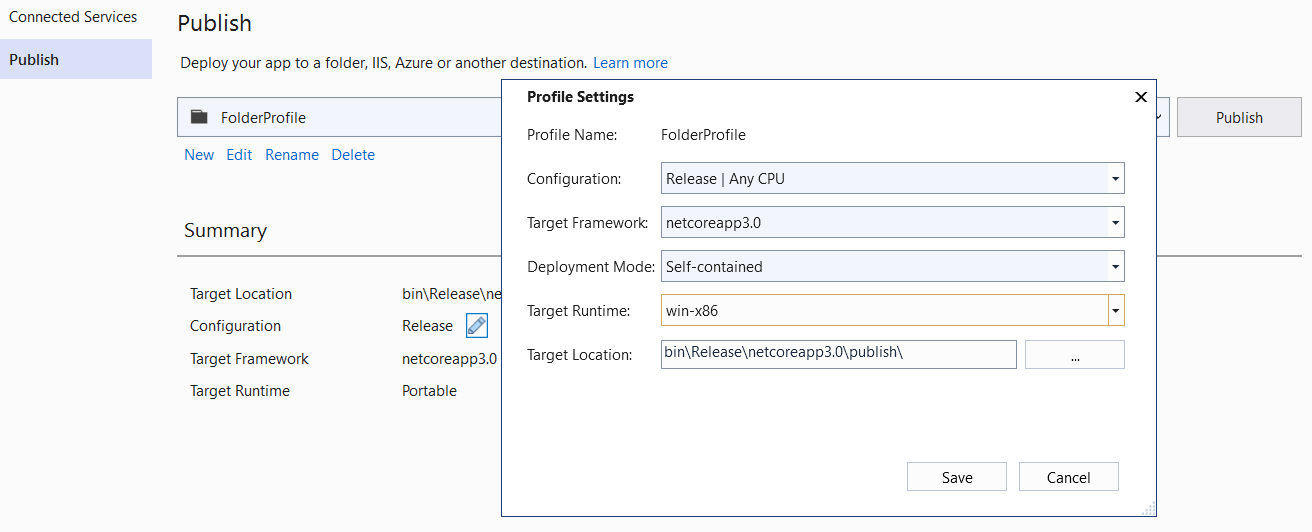 Connected Services
Publish
Publish
Deploy your app to a folder, IIS, Azure or another destination. Learn more
FolderProfile
Publish
New Edit Rename Delete
Summary
Target Location bin\Release\ne
Configuration Release
Target Framework netcoreapp3.0
Target Runtime Portable
Profile Settings
Profile Name: FolderProfile
Configuration: Release | Any CPU
Target Framework: netcoreapp3.0
Deployment Mode: Self-contained
Target Runtime: win-x86
Target Location: bin\Release\netcoreapp3.0\publish\ ...
Save Cancel